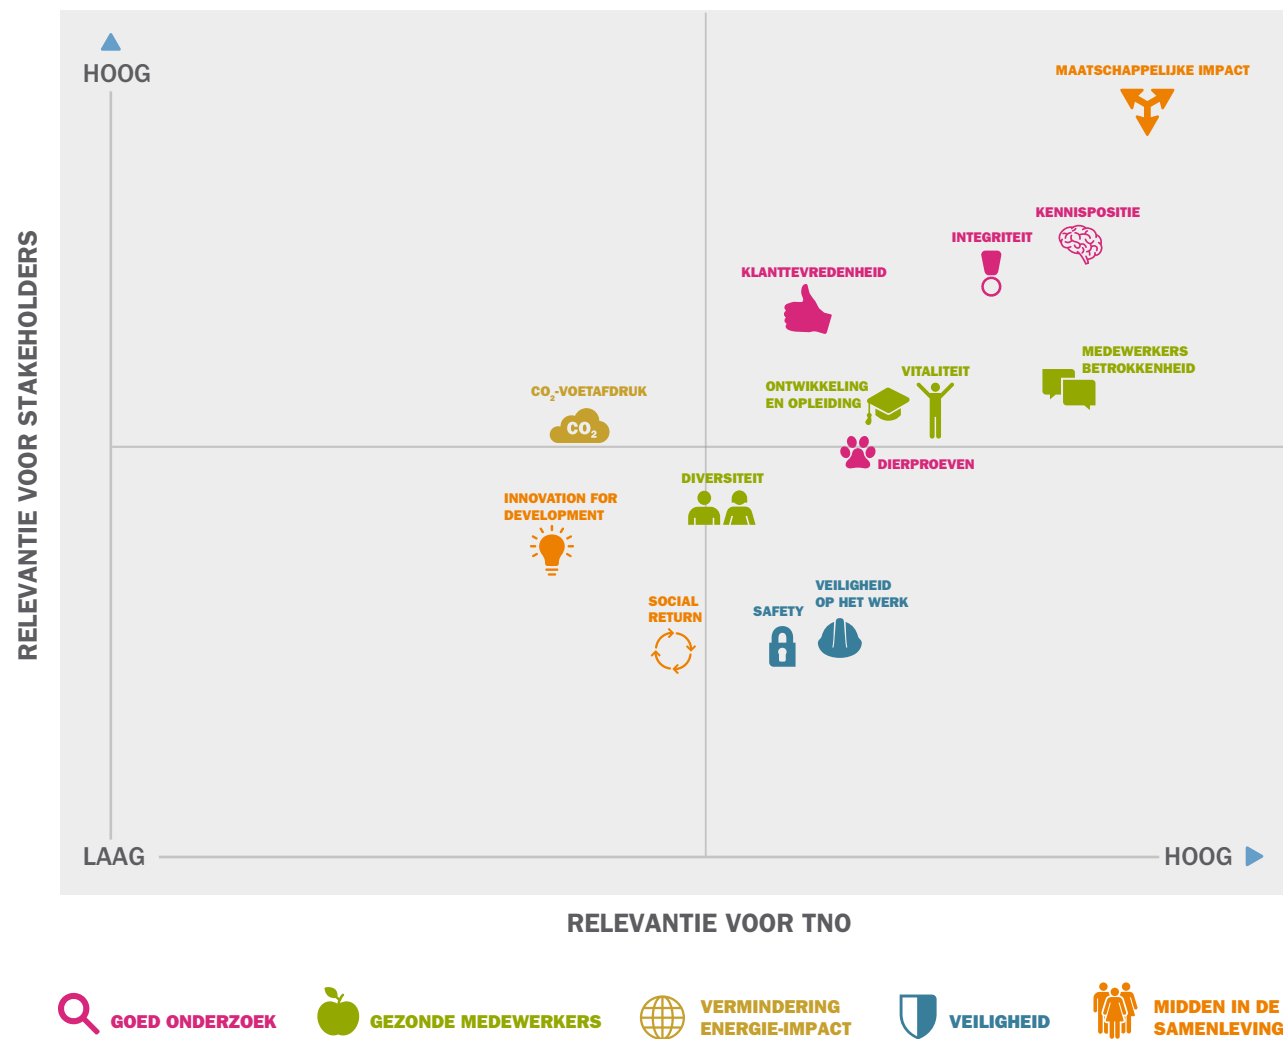 HOOG
MAATSCHAPPELIJKE IMPACT
KENNISPOSITIE
INTEGRITEIT
KLANTTEVREDENHEID
MEDEWERKERS
BETROKKENHEID
VITALITEIT
ONTWIKKELING
EN OPLEIDING
CO2-VOETAFDRUK
CO2
DIERPROEVEN
DIVERSITEIT
INNOVATION FOR
DEVELOPMENT
VEILIGHEID
OP HET WERK
SAFETY
SOCIAL
RETURN
RELEVANTIE VOOR STAKEHOLDERS
LAAG
HOOG
RELEVANTIE VOOR TNO
GOED ONDERZOEK
GEZONDE MEDEWERKERS
VERMINDERING
ENERGIE-IMPACT
VEILIGHEID
MIDDEN IN DE
SAMENLEVING